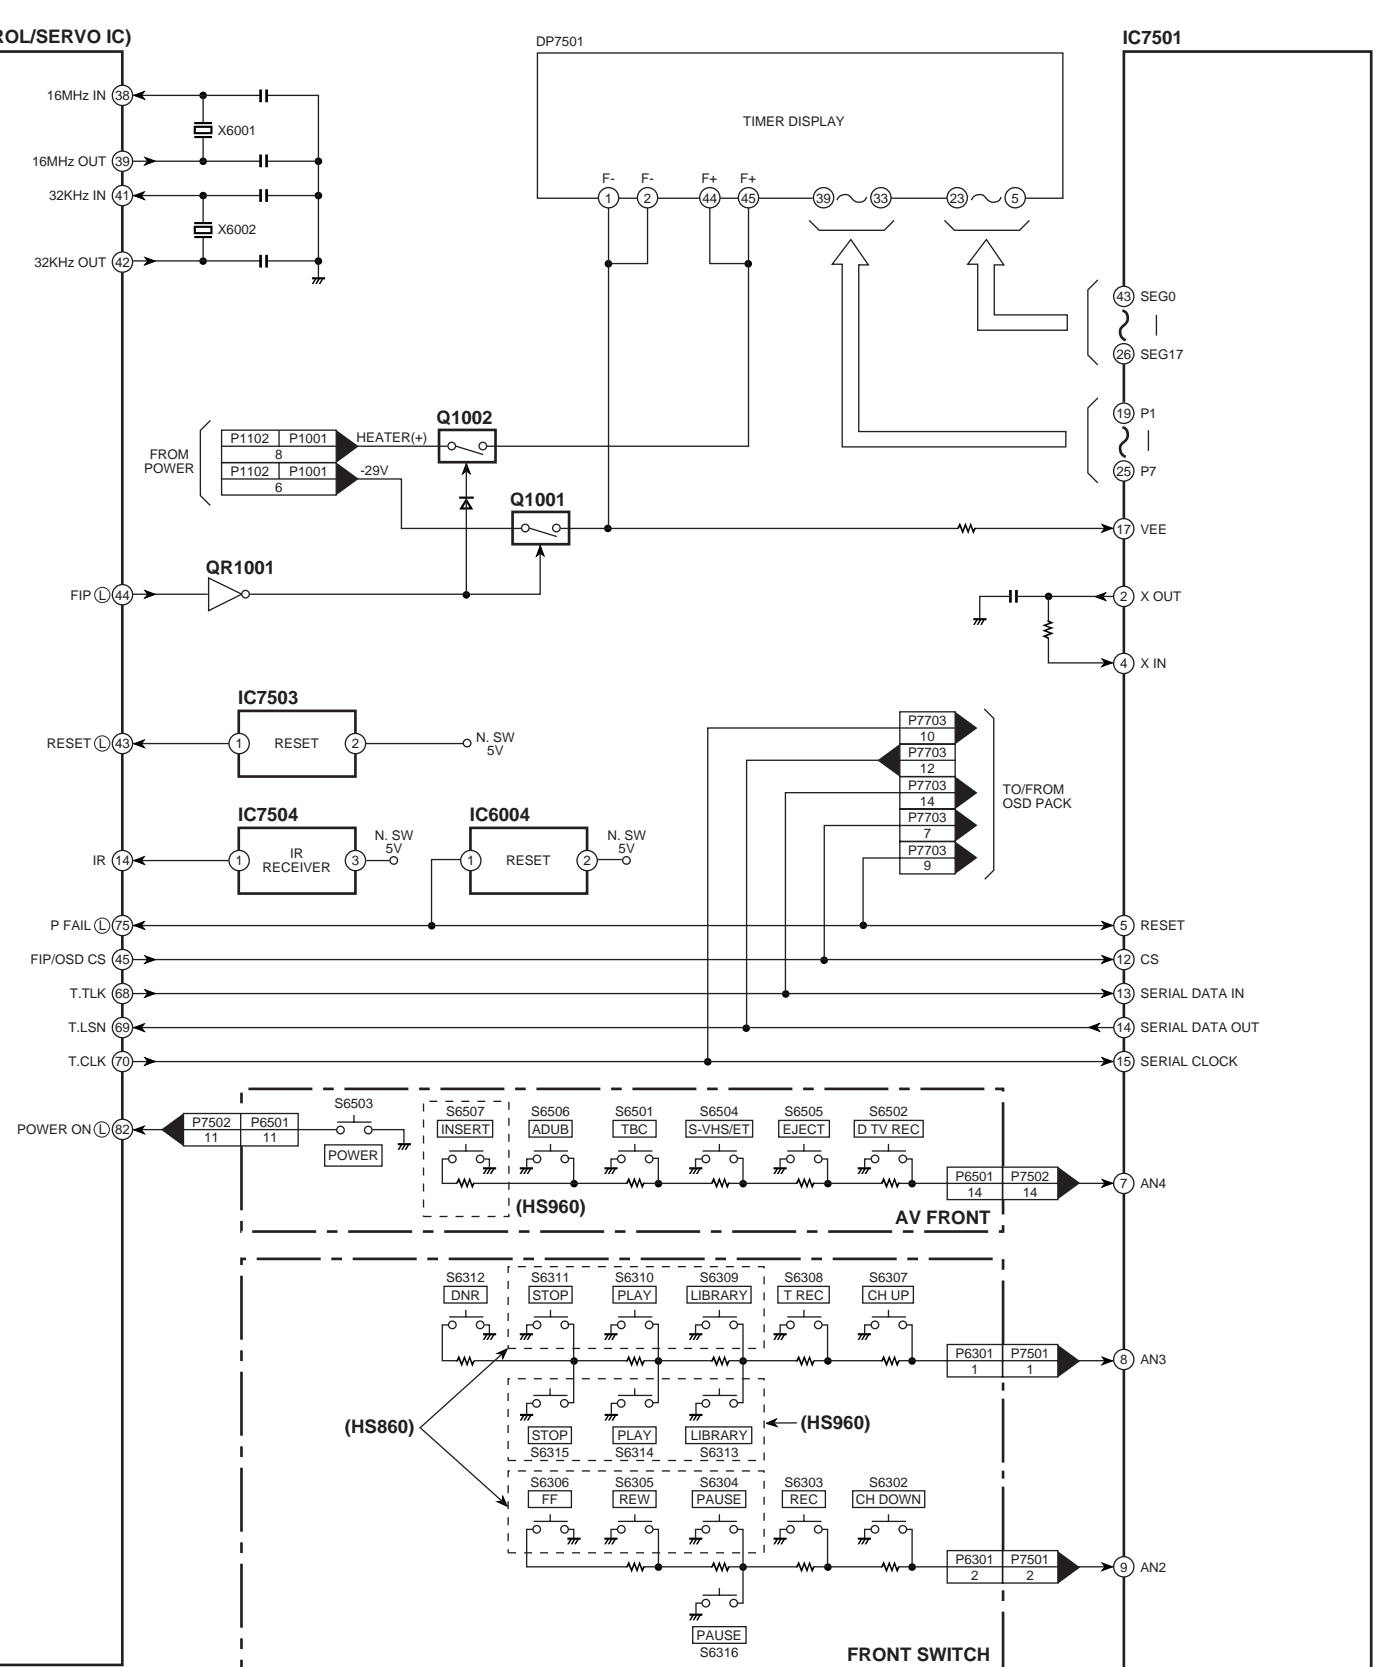 ROL/SERVO IC)
IC7501
DP7501
TIMER DISPLAY
F- F- F+ F+
1 2 44 45 39 33 23 5
16MHz IN 38
X6001
16MHz OUT 39
32KHz IN 41
X6002
32KHz OUT 42
43 SEG0
26 SEG17
19 P1
25 P7
Q1002
FROM
POWER
P1102 P1001
8
HEATER(+)
P1102 P1001
6
-29V
Q1001
17 VEE
QR1001
FIP L 44
2 X OUT
4 X IN
IC7503
RESET L 43
1 RESET 2
N. SW
5V
P7703
10
P7703
12
P7703
14
P7703
7
P7703
9
TO/FROM
OSD PACK
IC7504
IR 14
1 IR
RECEIVER 3
N. SW
5V
IC6004
1 RESET 2
N. SW
5V
P FAIL L 75
5 RESET
FIP/OSD CS 45
12 CS
T.TLK 68
13 SERIAL DATA IN
T.LSN 69
14 SERIAL DATA OUT
T.CLK 70
15 SERIAL CLOCK
POWER ON L 82
P7502 P6501
11 11
S6503
POWER
S6507 S6506 S6501 S6504 S6505 S6502
INSERT ADUB TBC S-VHS/ET EJECT D TV REC
P6501 P7502
14 14
7 AN4
(HS960)
AV FRONT
S6312 S6311 S6310 S6309 S6308 S6307
DNR STOP PLAY LIBRARY T REC CH UP
P6301 P7501
1 1
8 AN3
(HS860)
(HS960)
STOP PLAY LIBRARY
S6315 S6314 S6313
S6306 S6305 S6304 S6303 S6302
FF REW PAUSE REC CH DOWN
P6301 P7501
2 2
9 AN2
PAUSE
S6316
FRONT SWITCH